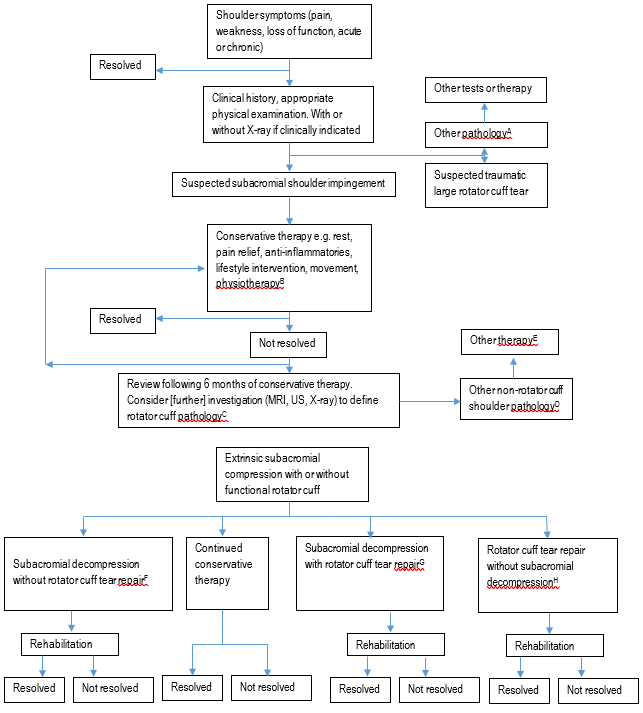 Shoulder symptoms (pain,
weakness, loss of function, acute
or chronic)
Resolved
Clinical history, appropriate
physical examination. With or
without X-ray if clinically indicated
Other tests or therapy
Other pathologyA
Suspected traumatic
large rotator cuff tear
Suspected subacromial shoulder impingement
Conservative therapy e.g. rest,
pain relief, anti-inflammatories,
lifestyle intervention, movement,
physiotherapyB
Resolved
Not resolved
Other therapyE
Review following 6 months of conservative therapy.
Consider [further] investigation (MRI, US, X-ray) to define
rotator cuff pathologyC
Other non-rotator cuff
shoulder pathologyD
Extrinsic subacromial
compression with or without
functional rotator cuff
Subacromial decompression
without rotator cuff tear repairF
Continued
conservative
therapy
Subacromial decompression
with rotator cuff tear repairG
Rotator cuff tear repair
without subacromial
decompressionH
Rehabilitation
Rehabilitation
Rehabilitation
Resolved
Not resolved
Resolved
Not resolved
Resolved
Not resolved
Resolved
Not resolved